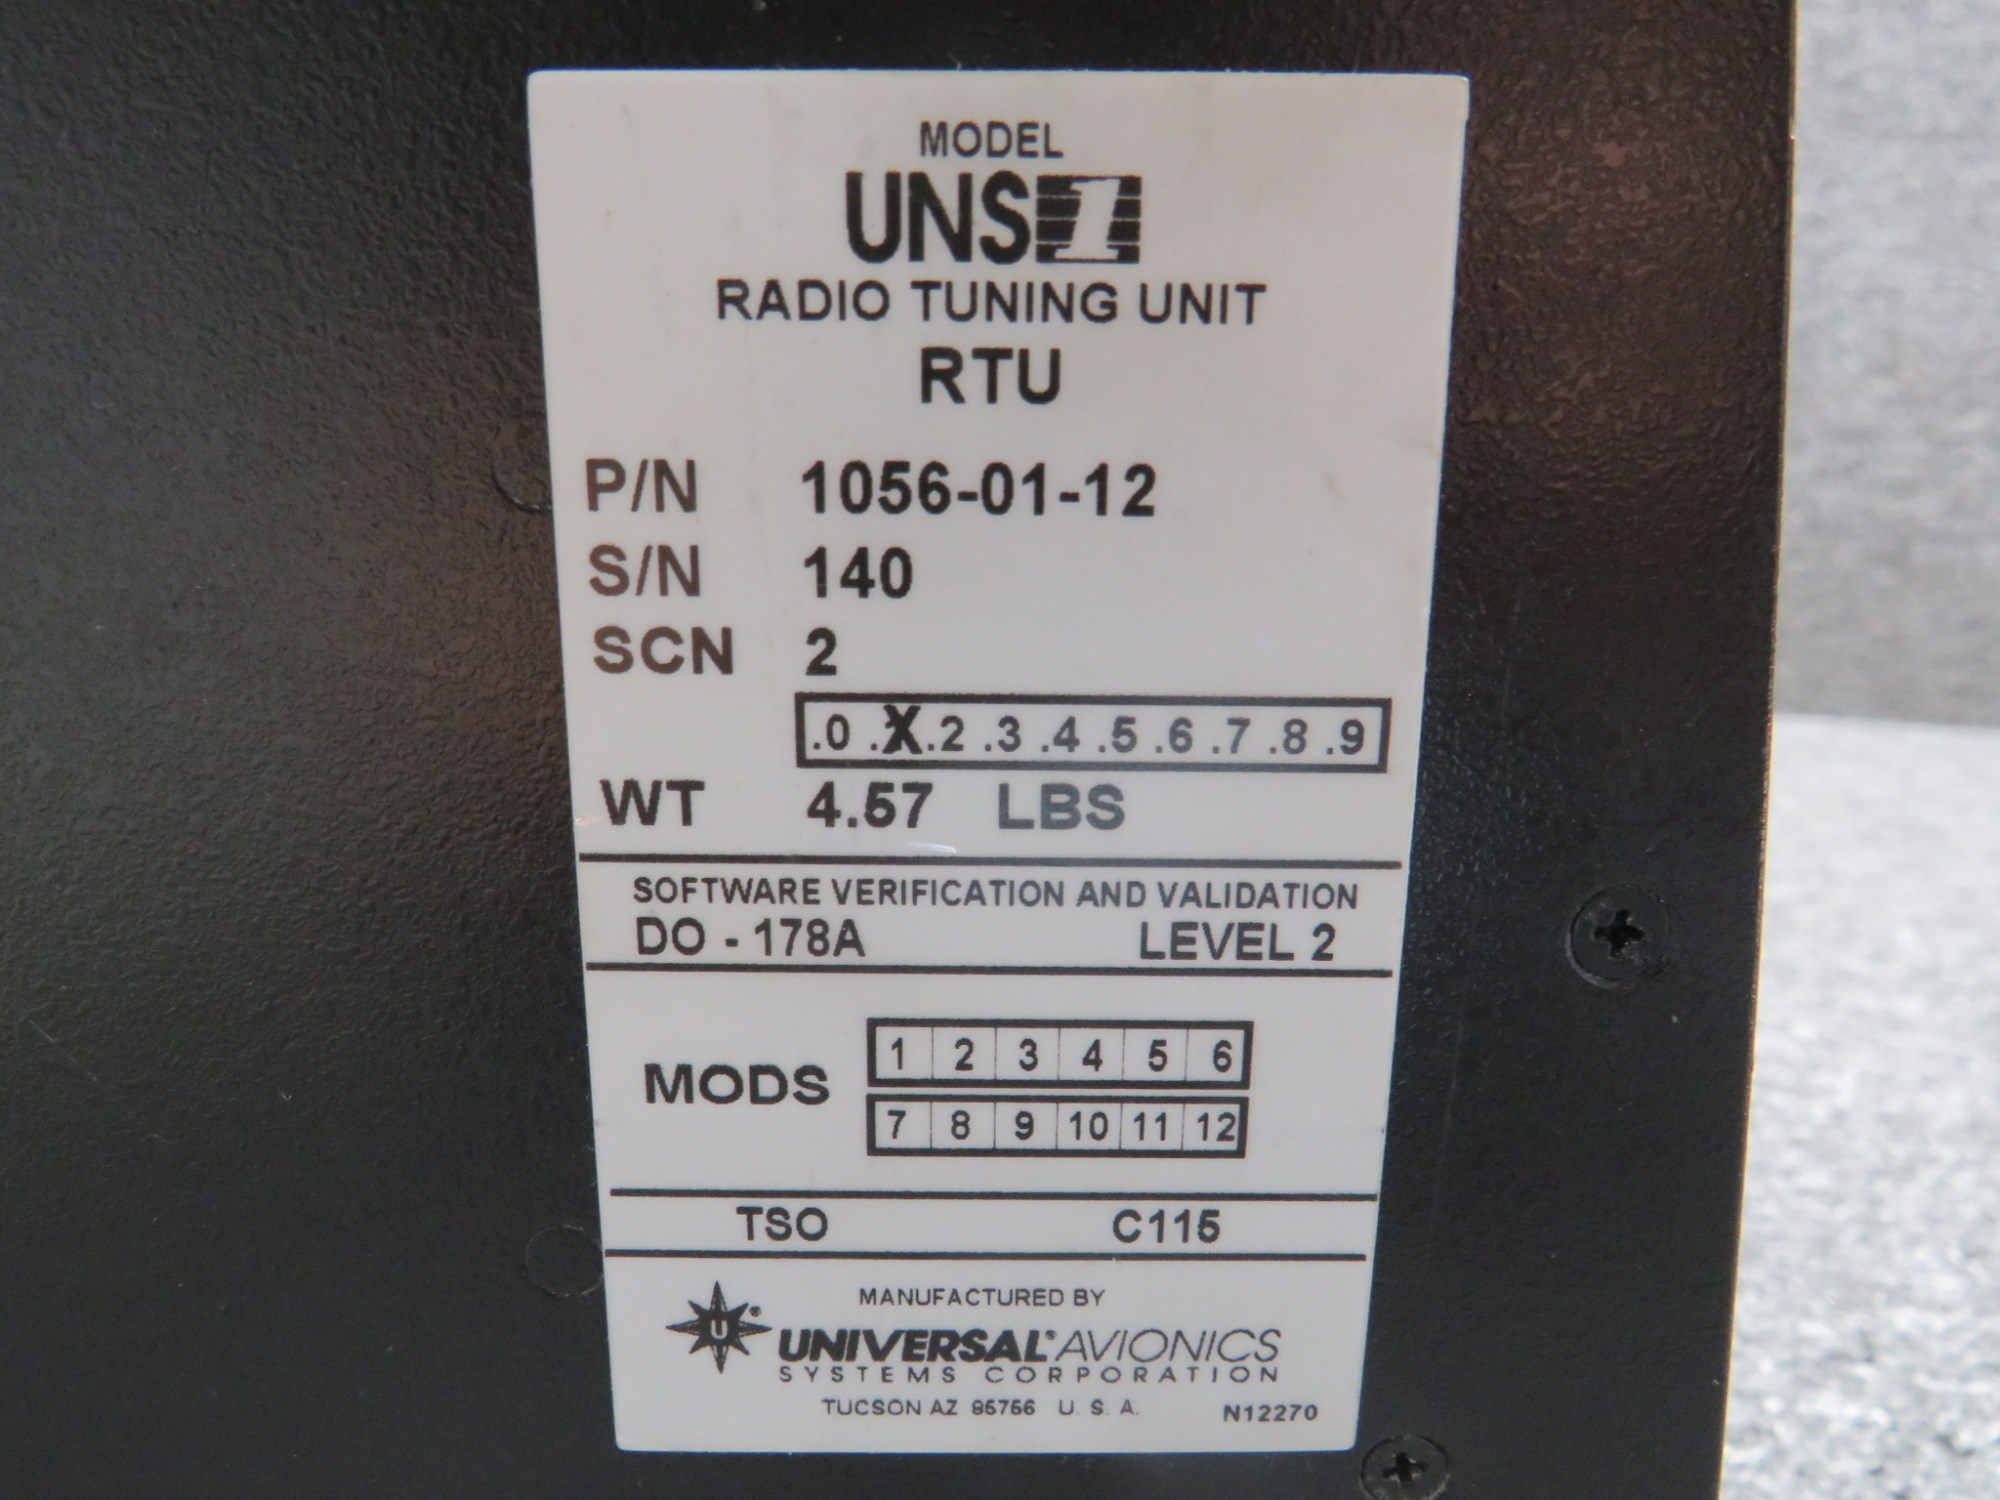 MODEL
UNS1
RADIO TUNING UNIT
RTU
P/N 1056-01-12
S/N 140
SCN 2
.0 .X .2 .3 .4 .5 .6 .7 .8 .9
WT 4.57 LBS
SOFTWARE VERIFICATION AND VALIDATION
DO - 178A LEVEL 2
MODS
1 2 3 4 5 6
7 8 9 10 11 12
TSO C115
MANUFACTURED BY
U® UNIVERSAL® AVIONICS
SYSTEMS CORPORATION
TUCSON AZ 85756 U. S. A. N12270